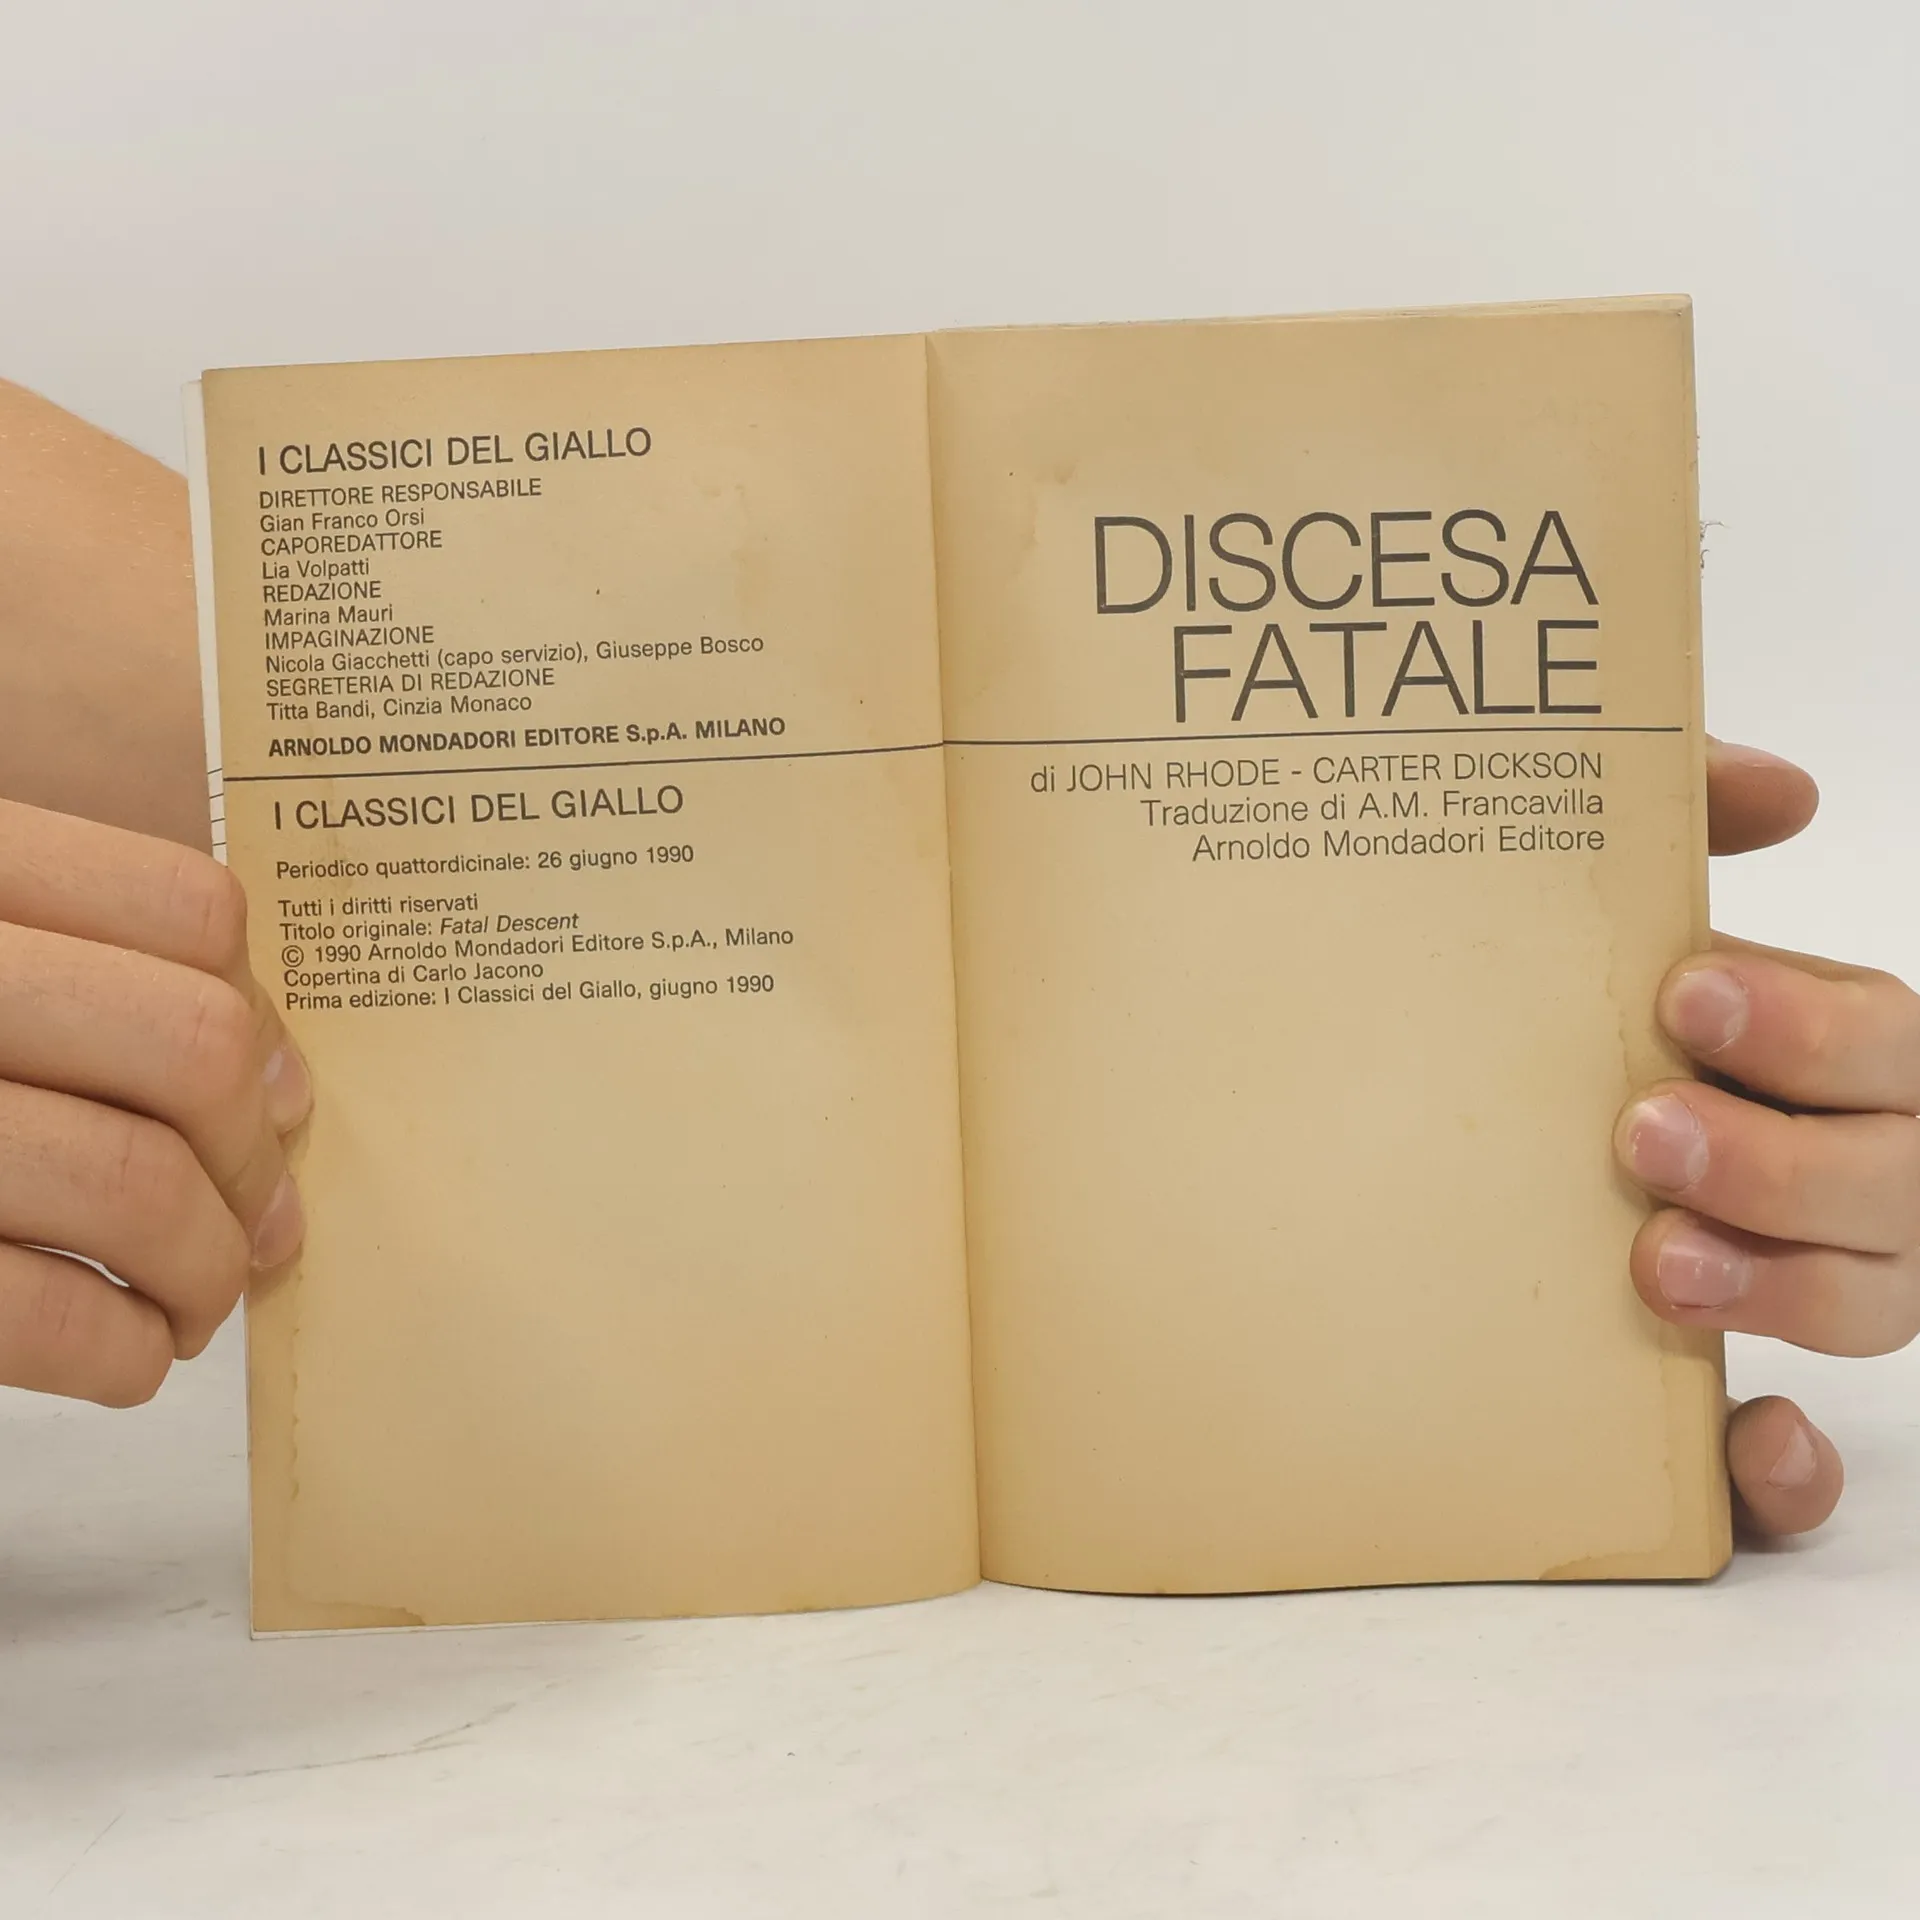 I CLASSICI DEL GIALLO
DIRETTORE RESPONSABILE
Gian Franco Orsi
CAPOREDATTORE
Lia Volpatti
REDAZIONE
Marina Mauri
IMPAGINAZIONE
Nicola Giacchetti (capo servizio), Giuseppe Bosco
SEGRETERIA DI REDAZIONE
Titta Bandi, Cinzia Monaco
ARNOLDO MONDADORI EDITORE S.p.A. MILANO
I CLASSICI DEL GIALLO
Periodico quattordicinale: 26 giugno 1990
Tutti i diritti riservati
Titolo originale: Fatal Descent
© 1990 Arnoldo Mondadori Editore S.p.A., Milano
Copertina di Carlo Jacono
Prima edizione: I Classici del Giallo, giugno 1990
DISCESA
FATALE
di JOHN RHODE - CARTER DICKSON
Traduzione di A.M. Francavilla
Arnoldo Mondadori Editore